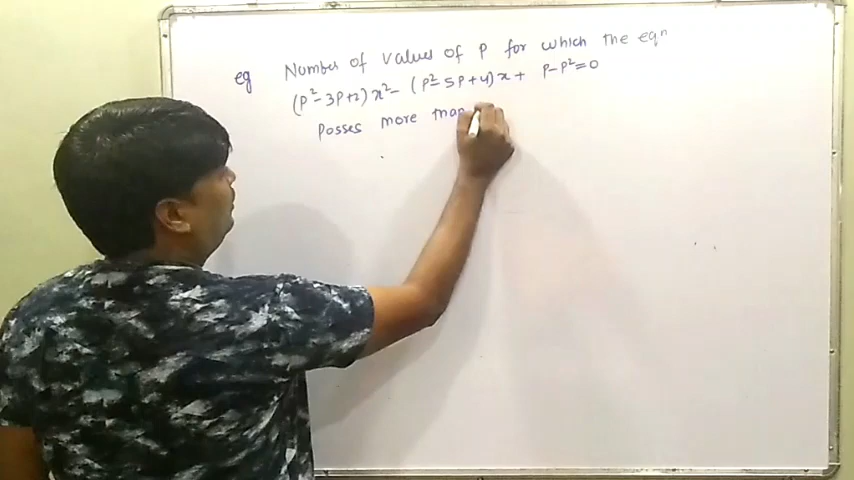 eg Number of values of P for which the eqn
(P²-3P+2)x²- (P²-5P+4)x + P-P²=0
Posses more than